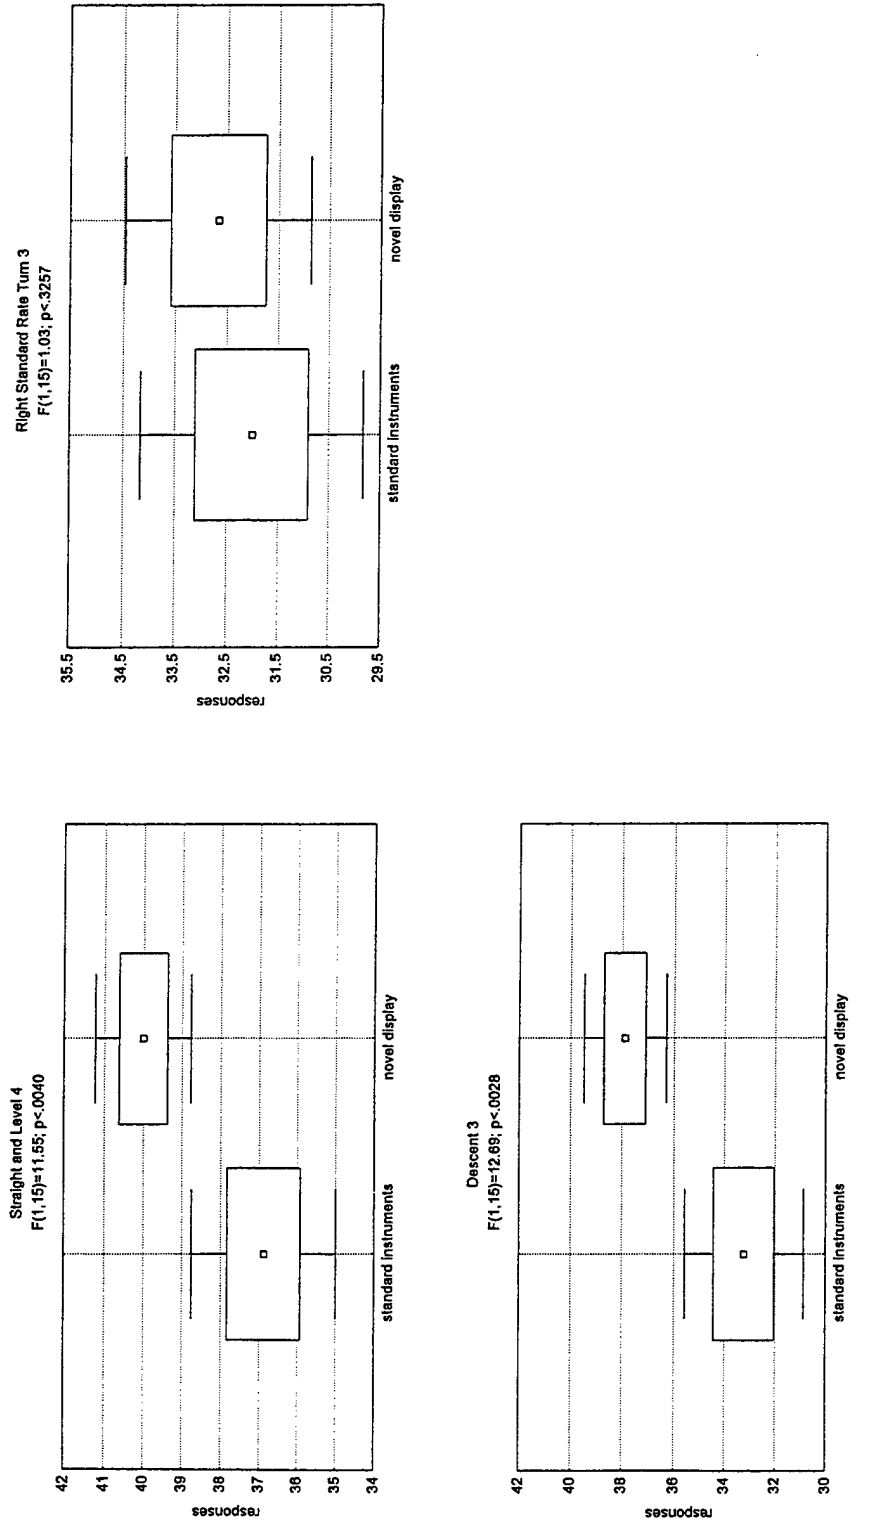 Straight and Level 4
F(1,15)=11.55; p<.0040
responses
42
41
40
39
38
37
36
35
34
standard instruments
novel display
Right Standard Rate Turn 3
F(1,15)=1.03; p<.3257
responses
35.5
34.5
33.5
32.5
31.5
30.5
29.5
standard instruments
novel display
Descent 3
F(1,15)=12.69; p<.0028
responses
42
40
38
36
34
32
30
standard instruments
novel display